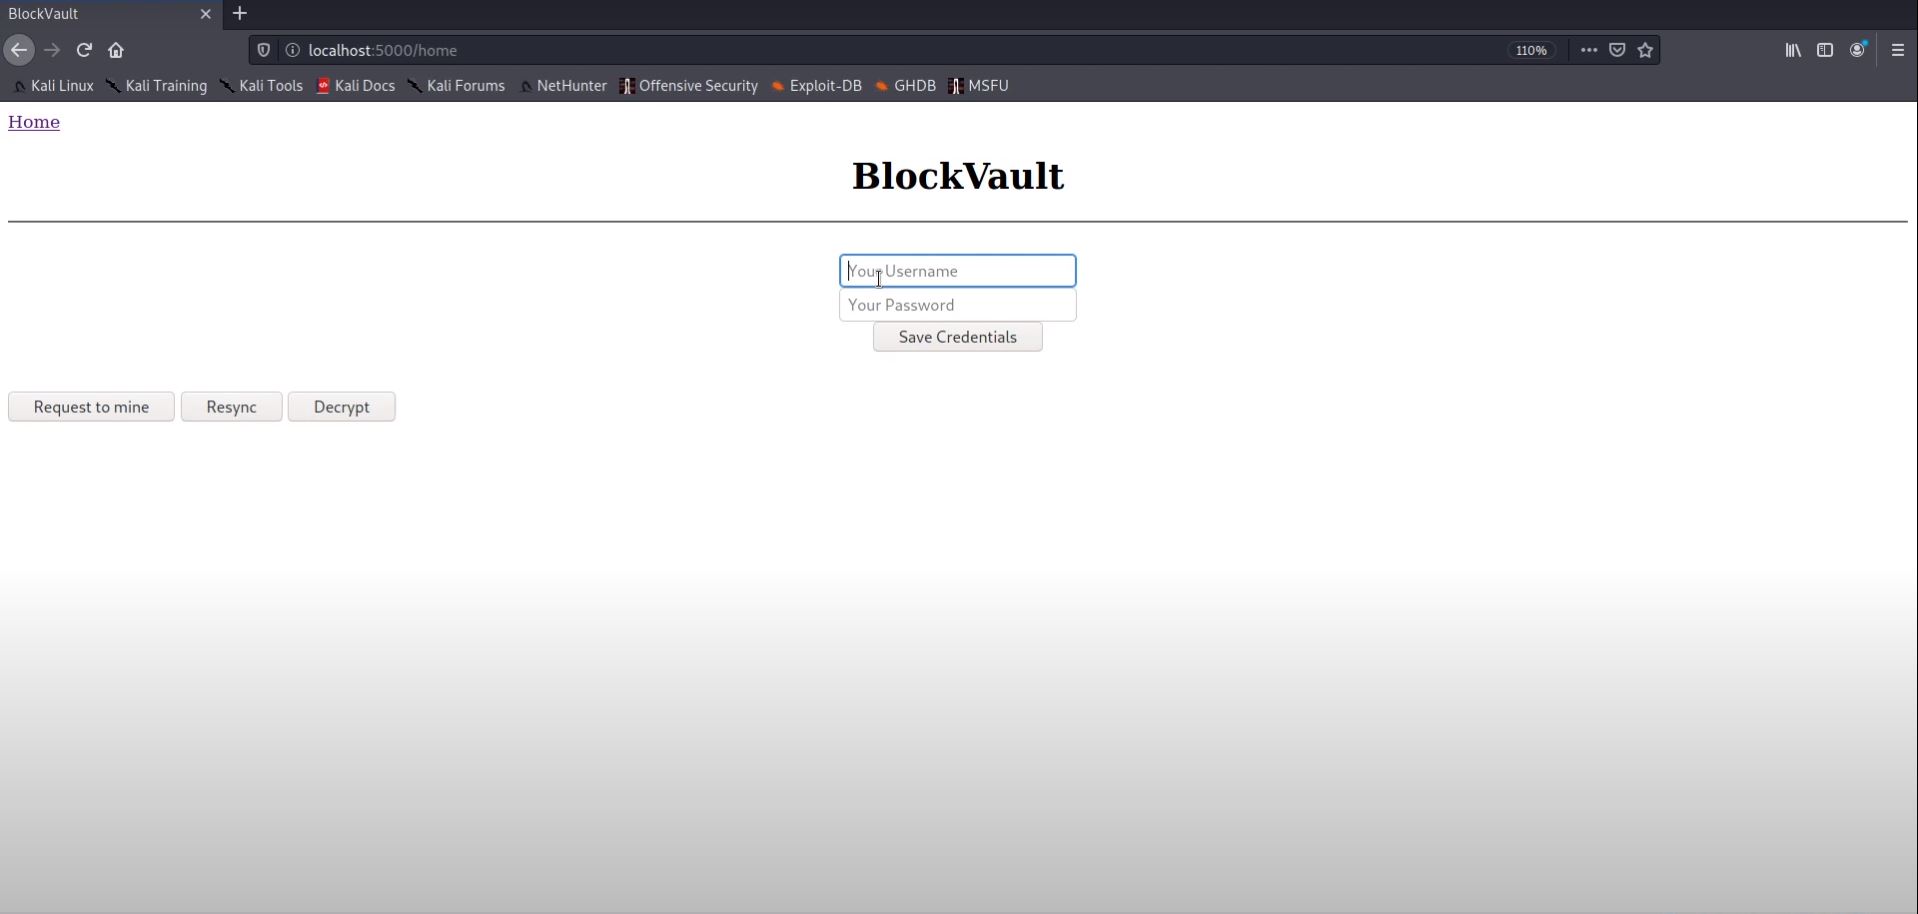 BlockVault
localhost:5000/home
110%
Kali Linux Kali Training Kali Tools Kali Docs Kali Forums NetHunter Offensive Security Exploit-DB GHDB MSFU
Home
BlockVault
Your Username
Your Password
Save Credentials
Request to mine Resync Decrypt